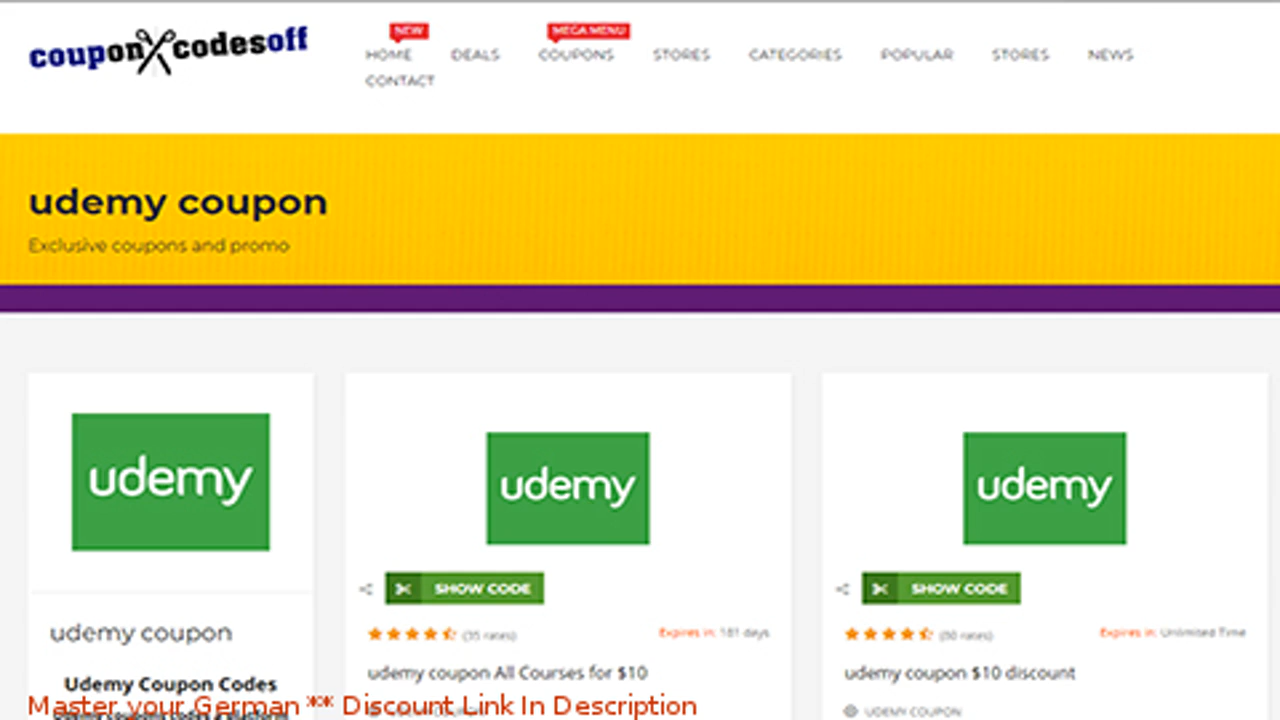 couponcodesoff
NEW
MEGA MENU
HOME DEALS COUPONS STORES CATEGORIES POPULAR STORES NEWS
CONTACT
udemy coupon
Exclusive coupons and promo
udemy
udemy
udemy
SHOW CODE
SHOW CODE
(35 rates)
Expires in: 181 days
(80 rates)
Expires in: Unlimited Time
udemy coupon
udemy coupon All Courses for $10
udemy coupon $10 discount
Udemy Coupon Codes
Master your German ** Discount Link In Description
UDEMY COUPON